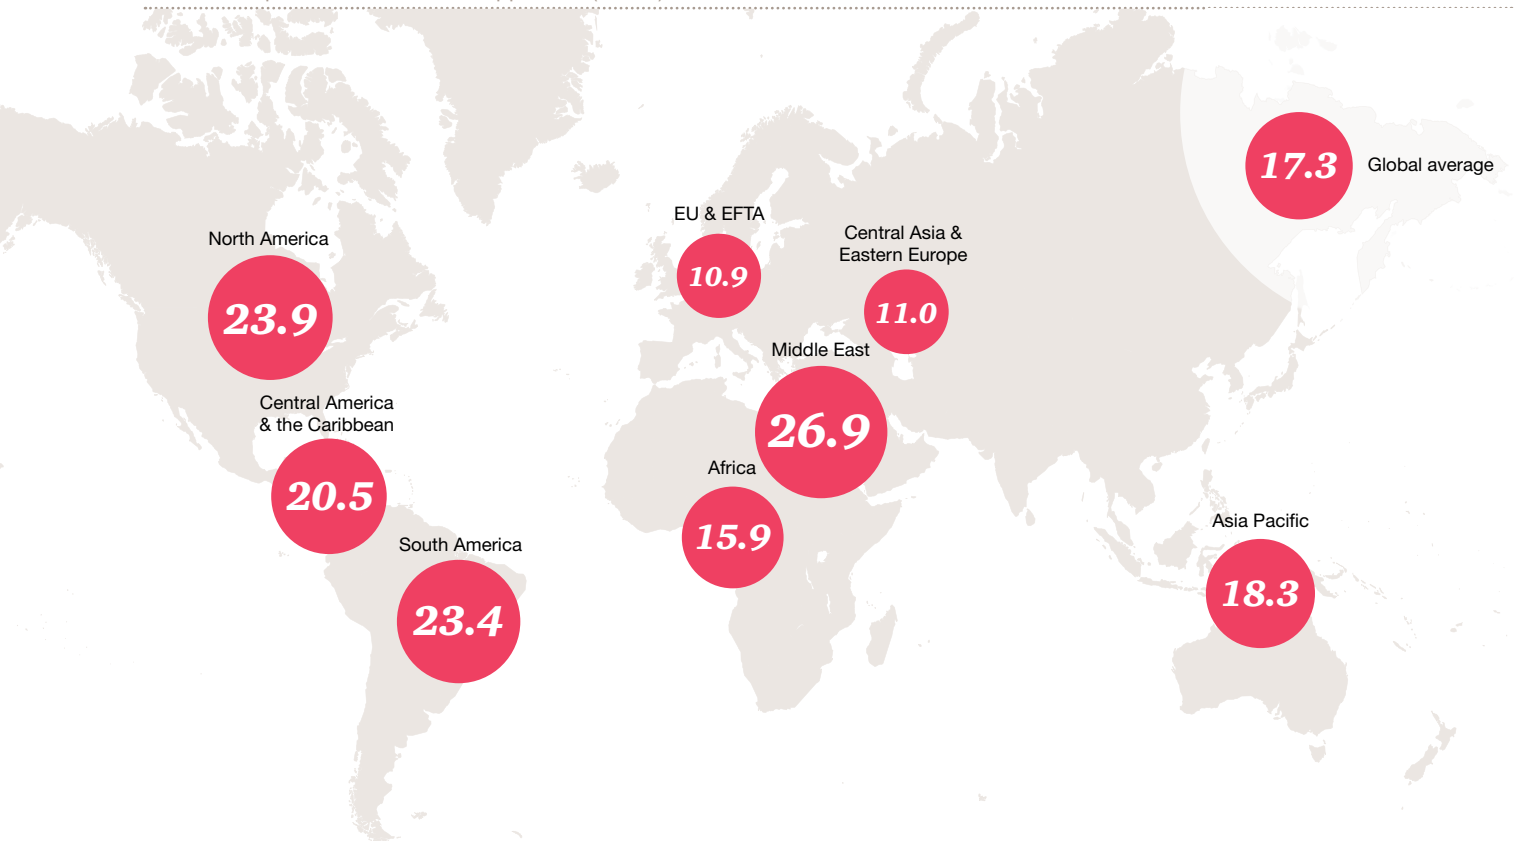 17.3
Global average
EU & EFTA
10.9
Central Asia &
Eastern Europe
11.0
North America
23.9
Middle East
26.9
Central America
& the Caribbean
20.5
Africa
15.9
Asia Pacific
18.3
South America
23.4